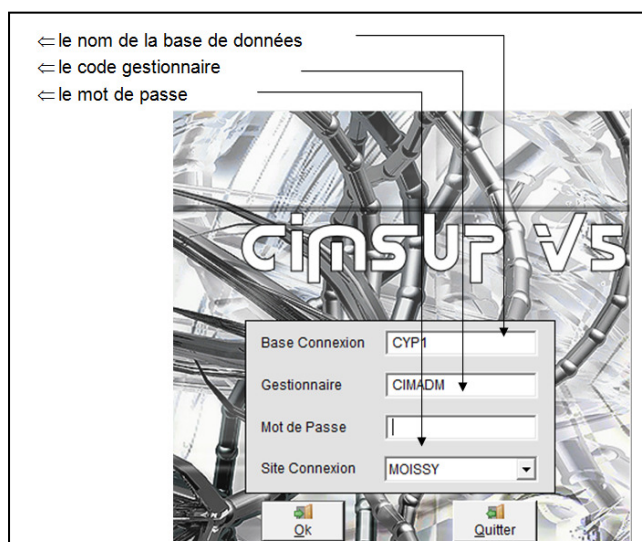 ⇐ le nom de la base de données
⇐ le code gestionnaire
⇐ le mot de passe
cimsup V5
Base Connexion CYP1
Gestionnaire CIMADM
Mot de Passe
Site Connexion MOISSY
Ok Quitter